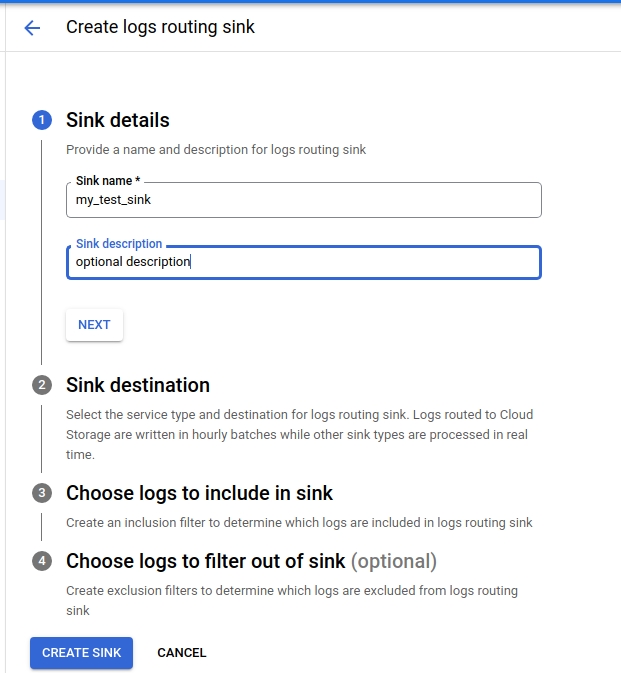 Create logs routing sink
1 Sink details
Provide a name and description for logs routing sink
Sink name *
my_test_sink
Sink description
optional description
NEXT
2 Sink destination
Select the service type and destination for logs routing sink. Logs routed to Cloud
Storage are written in hourly batches while other sink types are processed in real
time.
3 Choose logs to include in sink
Create an inclusion filter to determine which logs are included in logs routing sink
4 Choose logs to filter out of sink (optional)
Create exclusion filters to determine which logs are excluded from logs routing
sink
CREATE SINK CANCEL